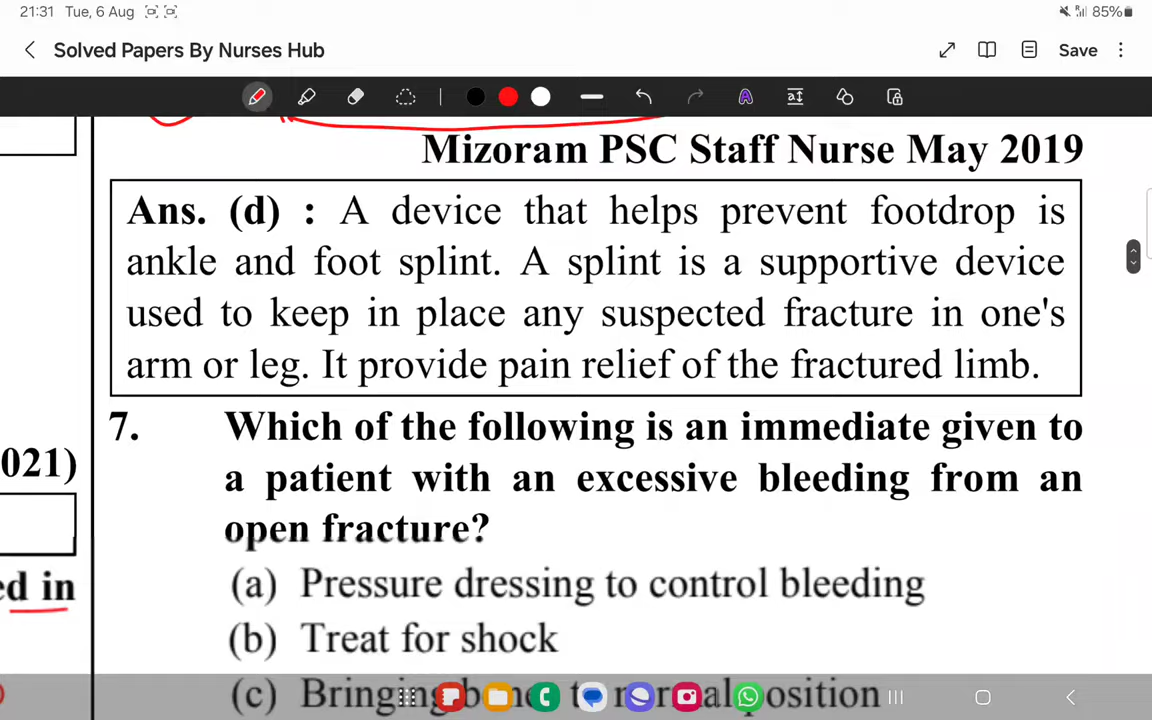 21:31 Tue, 6 Aug
85%
Solved Papers By Nurses Hub
Save
Mizoram PSC Staff Nurse May 2019
Ans. (d) : A device that helps prevent footdrop is
ankle and foot splint. A splint is a supportive device
used to keep in place any suspected fracture in one's
arm or leg. It provide pain relief of the fractured limb.
7. Which of the following is an immediate given to
a patient with an excessive bleeding from an
open fracture?
(a) Pressure dressing to control bleeding
(b) Treat for shock
(c) Bringing position
021)
ed in